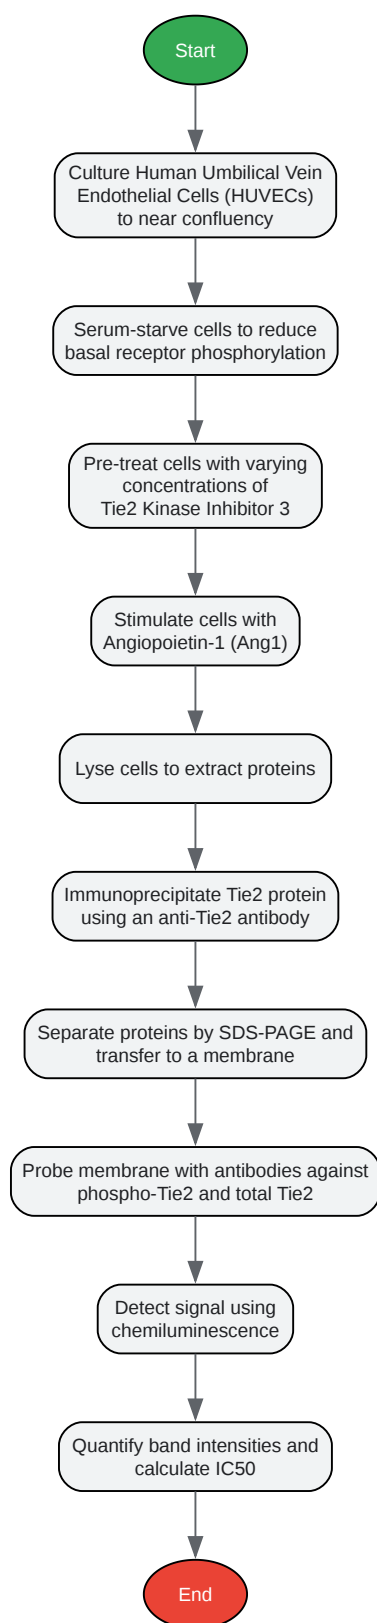 Start
Culture Human Umbilical Vein
Endothelial Cells (HUVECs)
to near confluency
Serum-starve cells to reduce
basal receptor phosphorylation
Pre-treat cells with varying
concentrations of
Tie2 Kinase Inhibitor 3
Stimulate cells with
Angiopoietin-1 (Ang1)
Lyse cells to extract proteins
Immunoprecipitate Tie2 protein
using an anti-Tie2 antibody
Separate proteins by SDS-PAGE and
transfer to a membrane
Probe membrane with antibodies against
phospho-Tie2 and total Tie2
Detect signal using
chemiluminescence
Quantify band intensities and
calculate IC50
End